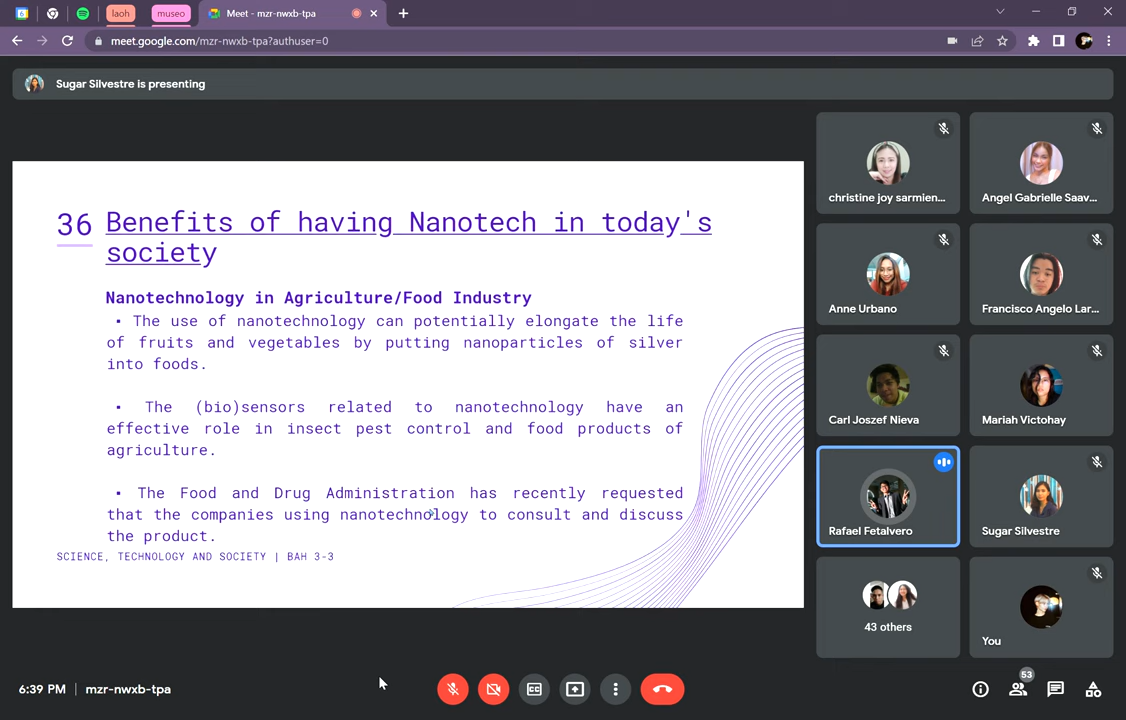 laoh
museo
Meet - mzr-nwxb-tpa
meet.google.com/mzr-nwxb-tpa?authuser=0
Sugar Silvestre is presenting
36 Benefits of having Nanotech in today's
society
Nanotechnology in Agriculture/Food Industry
▪ The use of nanotechnology can potentially elongate the life
of fruits and vegetables by putting nanoparticles of silver
into foods.
▪ The (bio)sensors related to nanotechnology have an
effective role in insect pest control and food products of
agriculture.
▪ The Food and Drug Administration has recently requested
that the companies using nanotechnology to consult and discuss
the product.
SCIENCE, TECHNOLOGY AND SOCIETY | BAH 3-3
christine joy sarmien...
Angel Gabrielle Saav...
Anne Urbano
Francisco Angelo Lar...
Carl Joszef Nieva
Mariah Victohay
Rafael Fetalvero
Sugar Silvestre
43 others
You
6:39 PM | mzr-nwxb-tpa
53